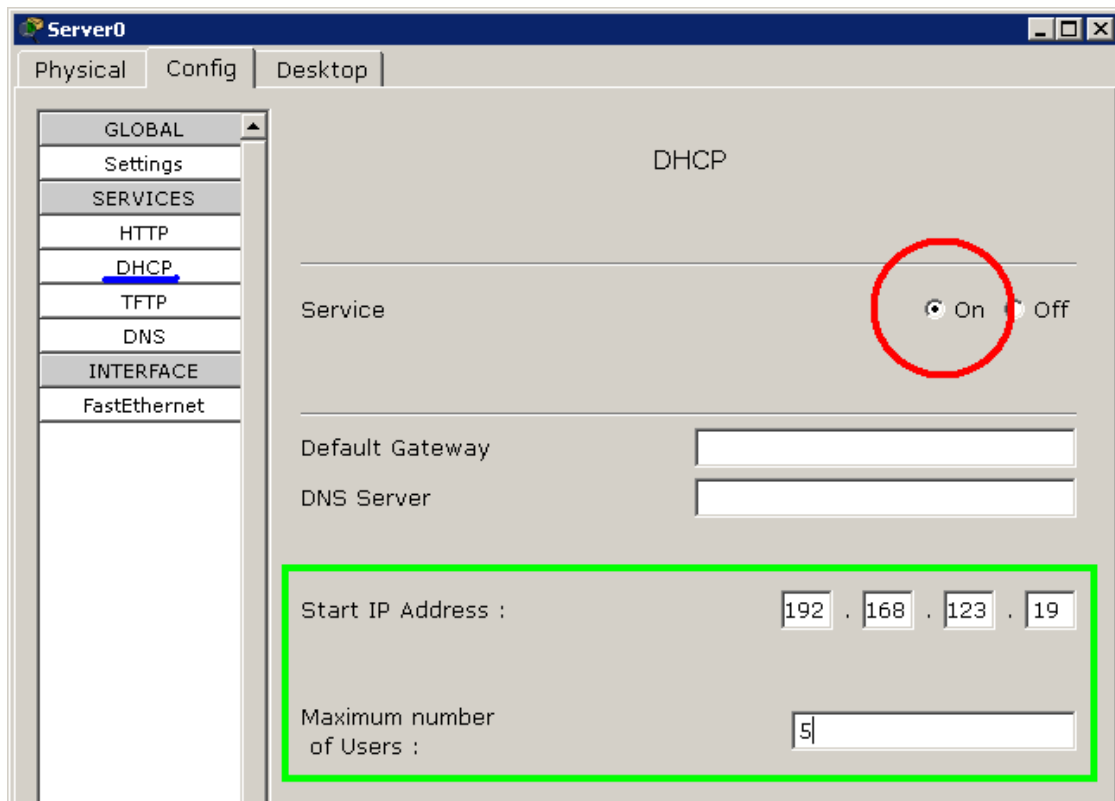 Server0
Physical Config Desktop
GLOBAL
Settings
SERVICES
HTTP
DHCP
TFTP
DNS
INTERFACE
FastEthernet
DHCP
Service On Off
Default Gateway
DNS Server
Start IP Address : 192 . 168 . 123 . 19
Maximum number
of Users : 5